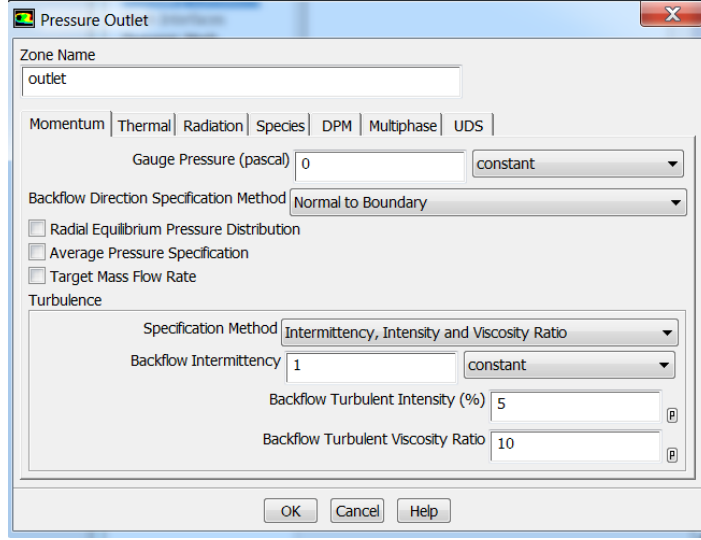 Pressure Outlet
Zone Name
outlet
Momentum Thermal Radiation Species DPM Multiphase UDS
Gauge Pressure (pascal) 0 constant
Backflow Direction Specification Method Normal to Boundary
Radial Equilibrium Pressure Distribution
Average Pressure Specification
Target Mass Flow Rate
Turbulence
Specification Method Intermittency, Intensity and Viscosity Ratio
Backflow Intermittency 1 constant
Backflow Turbulent Intensity (%) 5 P
Backflow Turbulent Viscosity Ratio 10 P
OK Cancel Help